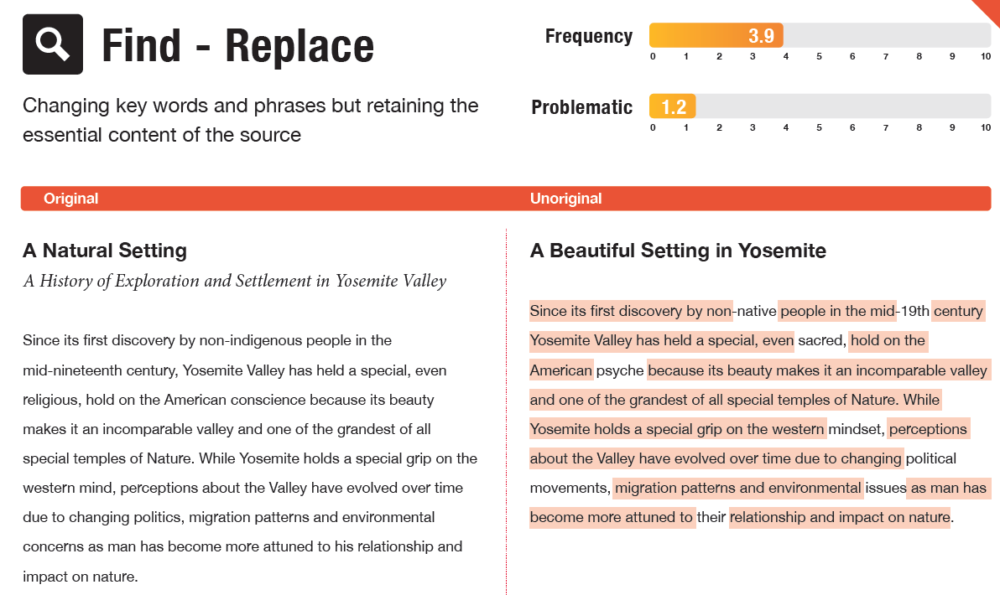 Find - Replace
Changing key words and phrases but retaining the
essential content of the source
Frequency
3.9
0 1 2 3 4 5 6 7 8 9 10
Problematic
1.2
0 1 2 3 4 5 6 7 8 9 10
Original
Unoriginal
A Natural Setting
A History of Exploration and Settlement in Yosemite Valley
Since its first discovery by non-indigenous people in the
mid-nineteenth century, Yosemite Valley has held a special, even
religious, hold on the American conscience because its beauty
makes it an incomparable valley and one of the grandest of all
special temples of Nature. While Yosemite holds a special grip on the
western mind, perceptions about the Valley have evolved over time
due to changing politics, migration patterns and environmental
concerns as man has become more attuned to his relationship and
impact on nature.
A Beautiful Setting in Yosemite
Since its first discovery by non-native people in the mid-19th century
Yosemite Valley has held a special, even sacred, hold on the
American psyche because its beauty makes it an incomparable valley
and one of the grandest of all special temples of Nature. While
Yosemite holds a special grip on the western mindset, perceptions
about the Valley have evolved over time due to changing political
movements, migration patterns and environmental issues as man has
become more attuned to their relationship and impact on nature.